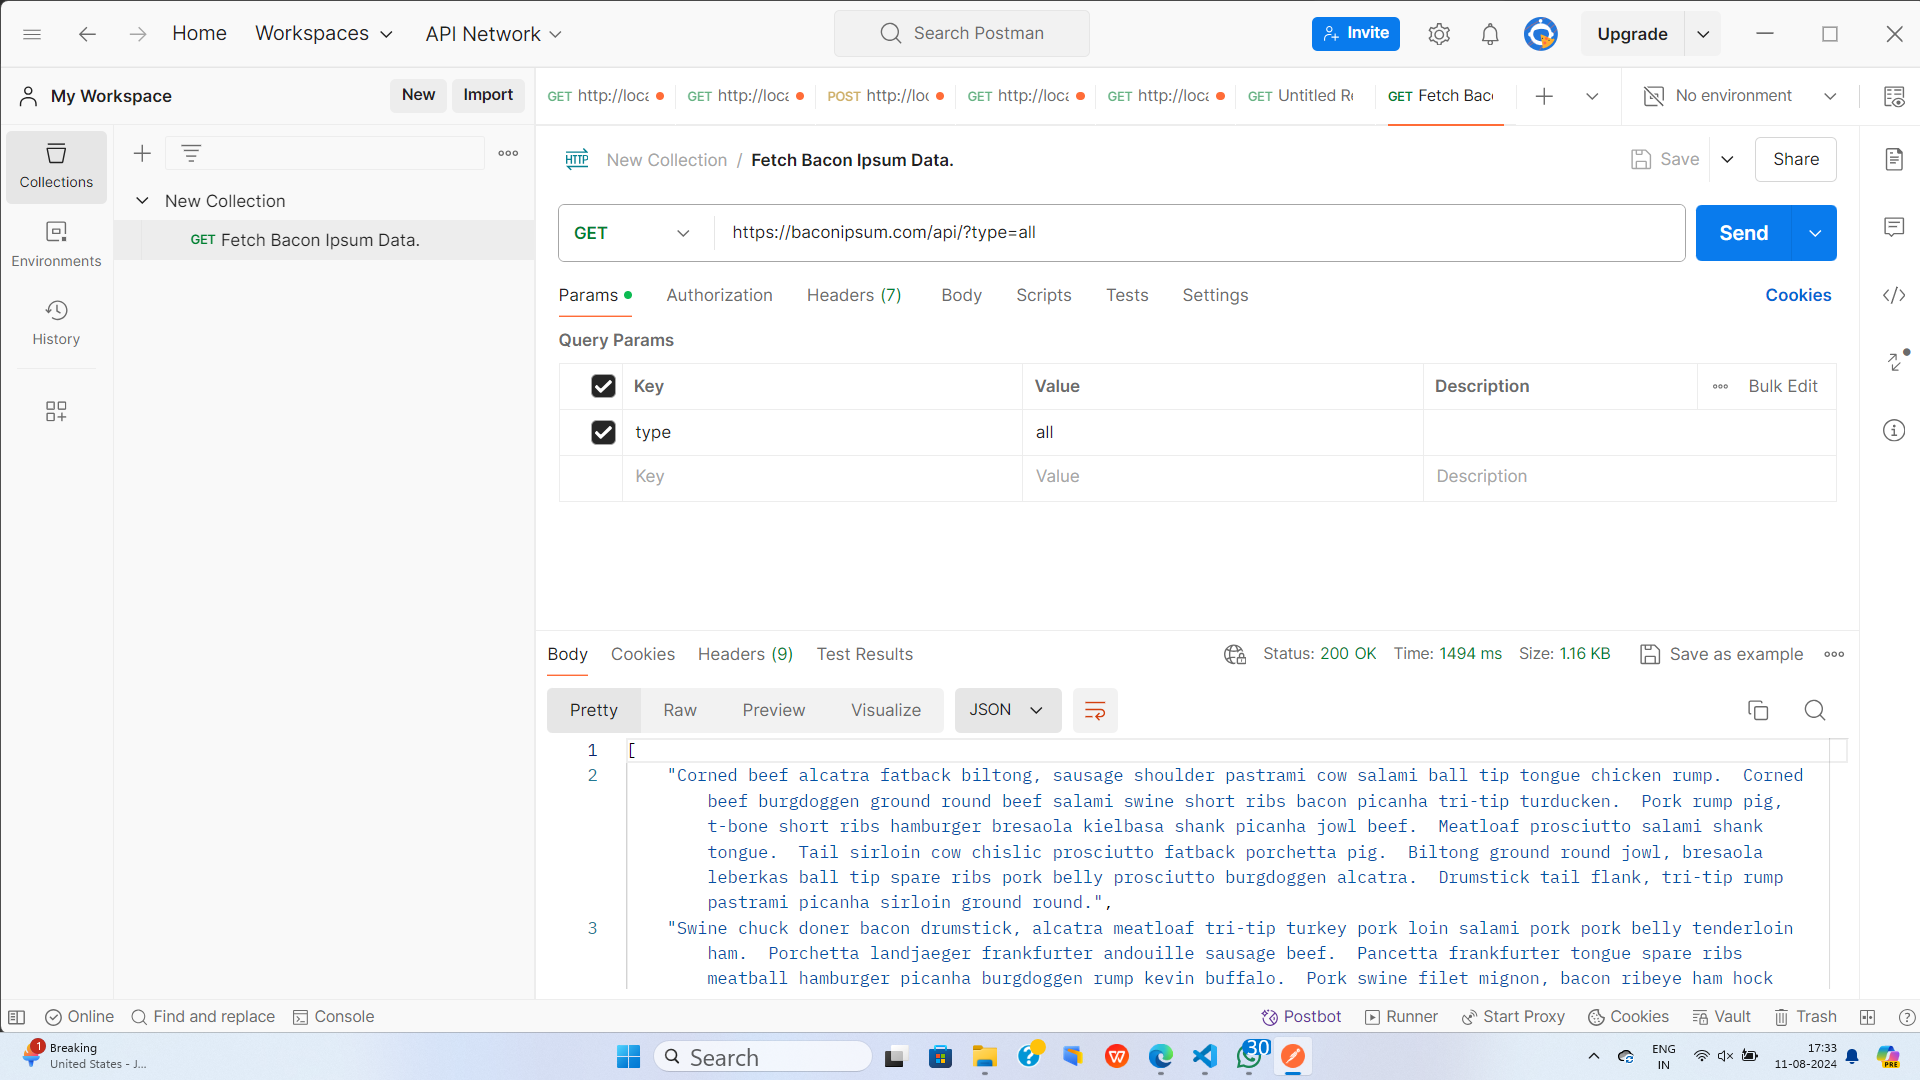 Home
Workspaces
API Network
Search Postman
Invite
Upgrade
My Workspace
New
Import
GET http://loca
GET http://loca
POST http://loc
GET http://loca
GET http://loca
GET Untitled Re
GET Fetch Baco
No environment
Collections
Environments
History
New Collection
GET Fetch Bacon Ipsum Data.
HTTP
New Collection / Fetch Bacon Ipsum Data.
Save
Share
GET
https://baconipsum.com/api/?type=all
Send
Params
Authorization
Headers (7)
Body
Scripts
Tests
Settings
Cookies
Query Params
Key
Value
Description
Bulk Edit
type
all
Key
Value
Description
Body
Cookies
Headers (9)
Test Results
Status: 200 OK
Time: 1494 ms
Size: 1.16 KB
Save as example
Pretty
Raw
Preview
Visualize
JSON
1 [
2 "Corned beef alcatra fatback biltong, sausage shoulder pastrami cow salami ball tip tongue chicken rump.  Corned
beef burgdoggen ground round beef salami swine short ribs bacon picanha tri-tip turducken.  Pork rump pig,
t-bone short ribs hamburger bresaola kielbasa shank picanha jowl beef.  Meatloaf prosciutto salami shank
tongue.  Tail sirloin cow chislic prosciutto fatback porchetta pig.  Biltong ground round jowl, bresaola
leberkas ball tip spare ribs pork belly prosciutto burgdoggen alcatra.  Drumstick tail flank, tri-tip rump
pastrami picanha sirloin ground round.",
3 "Swine chuck doner bacon drumstick, alcatra meatloaf tri-tip turkey pork loin salami pork pork belly tenderloin
ham.  Porchetta landjaeger frankfurter andouille sausage beef.  Pancetta frankfurter tongue spare ribs
meatball hamburger picanha burgdoggen rump kevin buffalo.  Pork swine filet mignon, bacon ribeye ham hock
Online
Find and replace
Console
Postbot
Runner
Start Proxy
Cookies
Vault
Trash
1
Breaking
United States - J...
Search
30
ENG
IN
17:33
11-08-2024
PRE